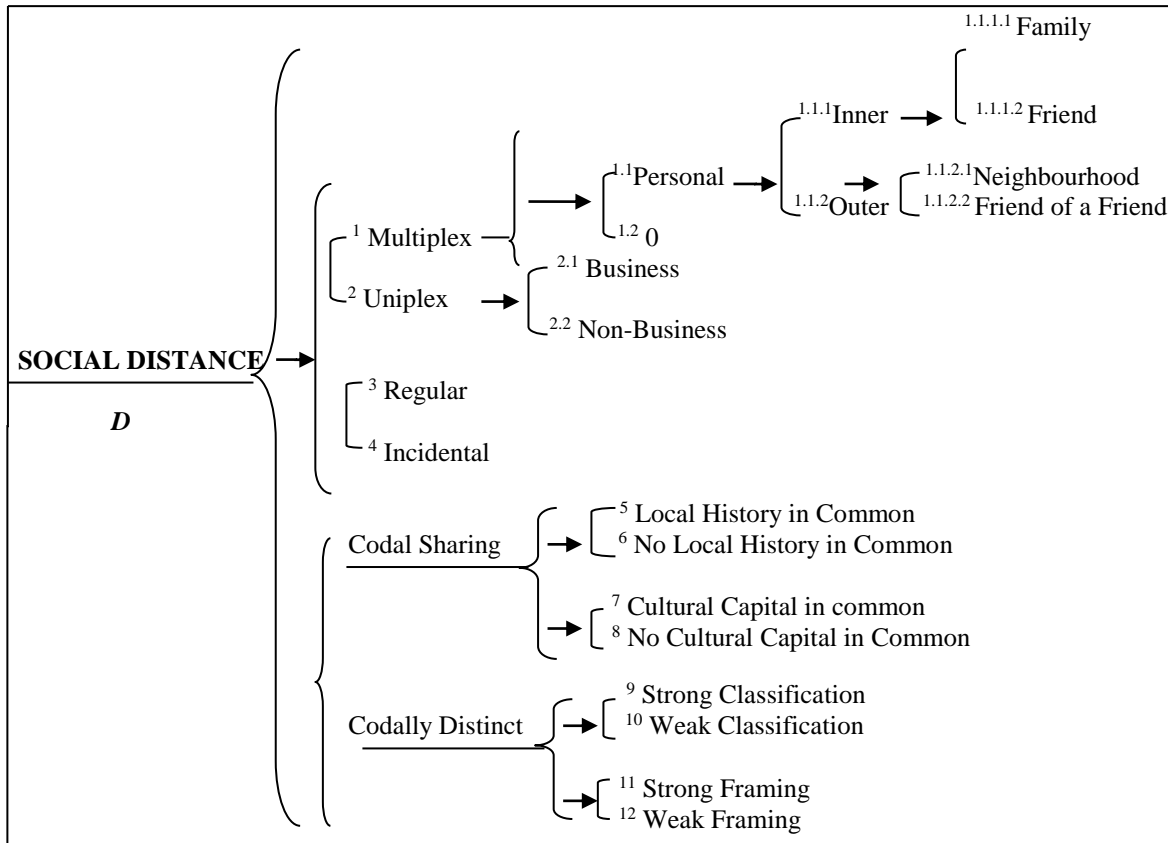 1.1.1.1 Family
1.1.1 Inner
1.1.1.2 Friend
1.1 Personal
1.1.2.1 Neighbourhood
1.1.2 Outer
1.1.2.2 Friend of a Friend
1 Multiplex
1.2 0
2.1 Business
2 Uniplex
2.2 Non-Business
SOCIAL DISTANCE
3 Regular
D
4 Incidental
5 Local History in Common
Codal Sharing
6 No Local History in Common
7 Cultural Capital in common
8 No Cultural Capital in Common
9 Strong Classification
Codally Distinct
10 Weak Classification
11 Strong Framing
12 Weak Framing